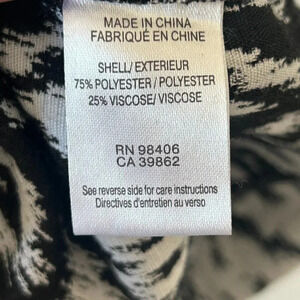 MADE IN CHINA
FABRIQUÉ EN CHINE
SHELL/ EXTERIEUR
75% POLYESTER / POLYESTER
25% VISCOSE/ VISCOSE
RN 98406
CA 39862
See reverse side for care instructions
Directives d'entretien au verso